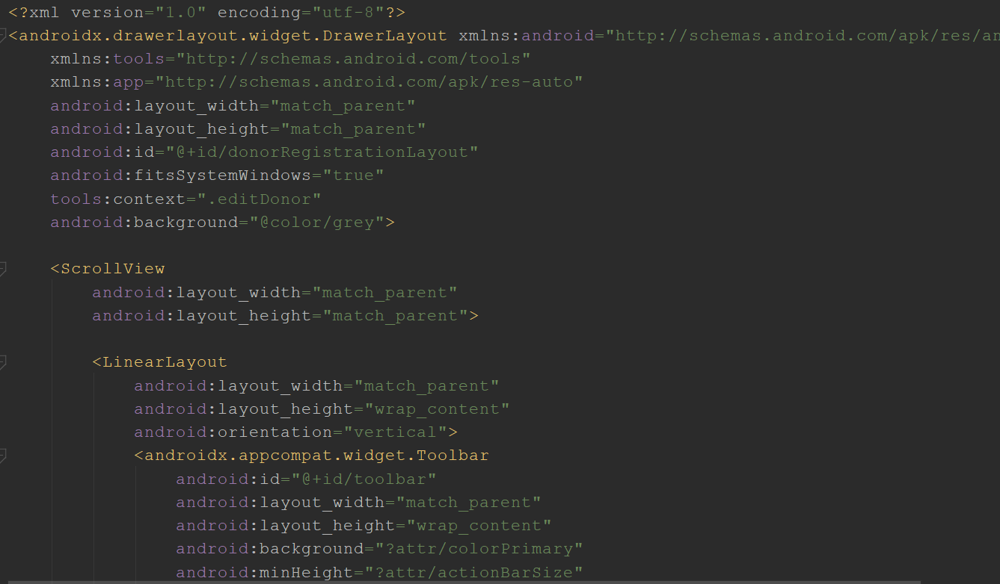 <?xml version="1.0" encoding="utf-8"?>
<androidx.drawerlayout.widget.DrawerLayout xmlns:android="http://schemas.android.com/apk/res/an
    xmlns:tools="http://schemas.android.com/tools"
    xmlns:app="http://schemas.android.com/apk/res-auto"
    android:layout_width="match_parent"
    android:layout_height="match_parent"
    android:id="@+id/donorRegistrationLayout"
    android:fitsSystemWindows="true"
    tools:context=".editDonor"
    android:background="@color/grey">
    <ScrollView
        android:layout_width="match_parent"
        android:layout_height="match_parent">
        <LinearLayout
            android:layout_width="match_parent"
            android:layout_height="wrap_content"
            android:orientation="vertical">
            <androidx.appcompat.widget.Toolbar
                android:id="@+id/toolbar"
                android:layout_width="match_parent"
                android:layout_height="wrap_content"
                android:background="?attr/colorPrimary"
                android:minHeight="?attr/actionBarSize"